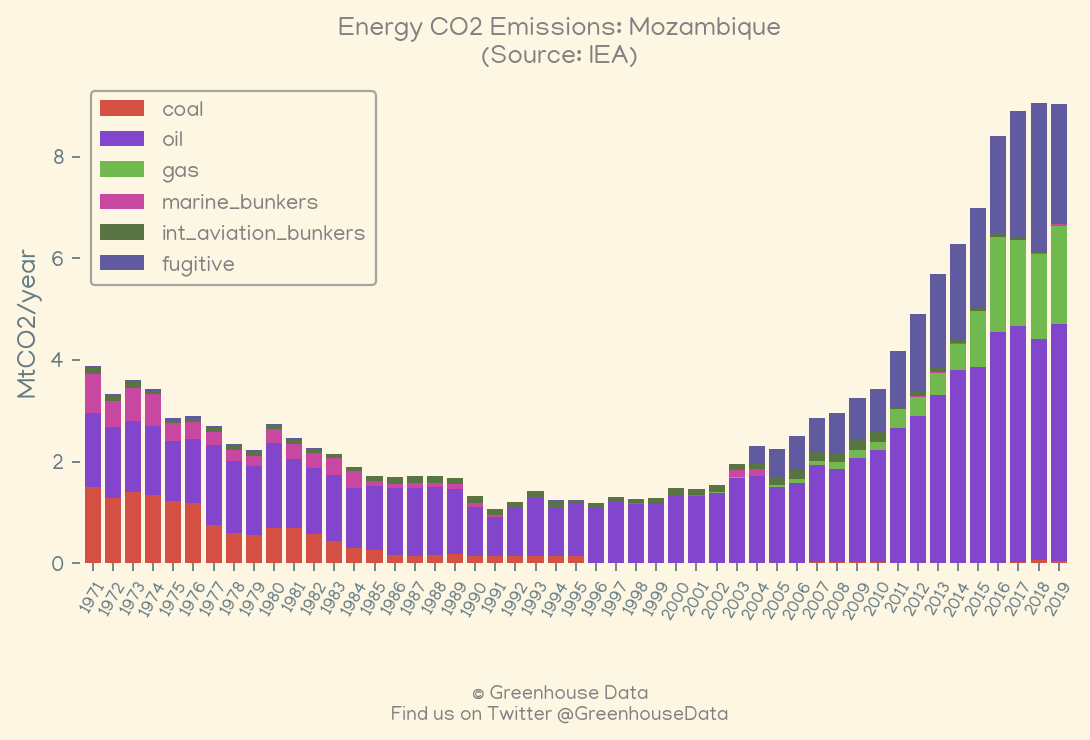 Energy CO2 Emissions: Mozambique
(Source: IEA)
coal
oil
gas
marine_bunkers
int_aviation_bunkers
fugitive
MtCO2/year
8
6
4
2
0
1971 1972 1973 1974 1975 1976 1977 1978 1979 1980 1981 1982 1983 1984 1985 1986 1987 1988 1989 1990 1991 1992 1993 1994 1995 1996 1997 1998 1999 2000 2001 2002 2003 2004 2005 2006 2007 2008 2009 2010 2011 2012 2013 2014 2015 2016 2017 2018 2019
© Greenhouse Data
Find us on Twitter @GreenhouseData